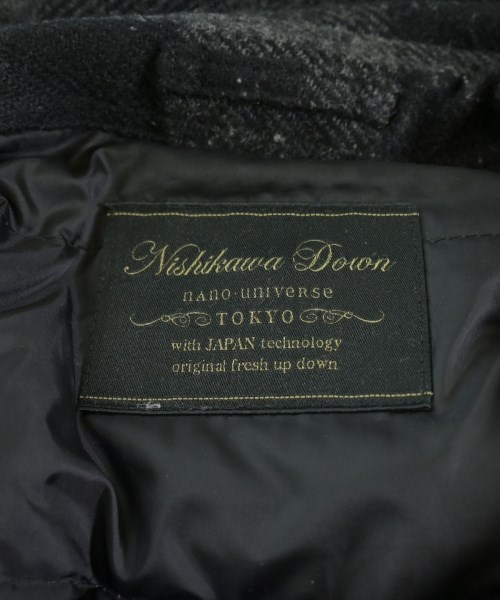 Nishikawa Down
nano·universe
TOKYO
with JAPAN technology
original fresh up down